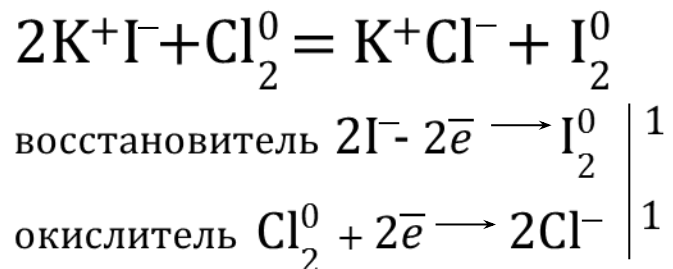 2K⁺I⁻+Cl₂⁰ = K⁺Cl⁻ + I₂⁰
восстановитель 2I⁻- 2e̅ ⟶ I₂⁰ | 1
окислитель Cl₂⁰ + 2e̅ ⟶ 2Cl⁻ | 1